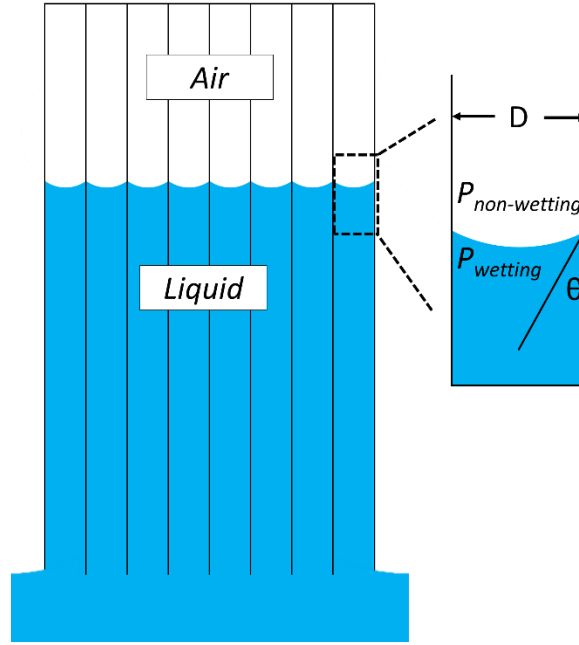 Air
Liquid
D
P_non-wetting
P_wetting
θ